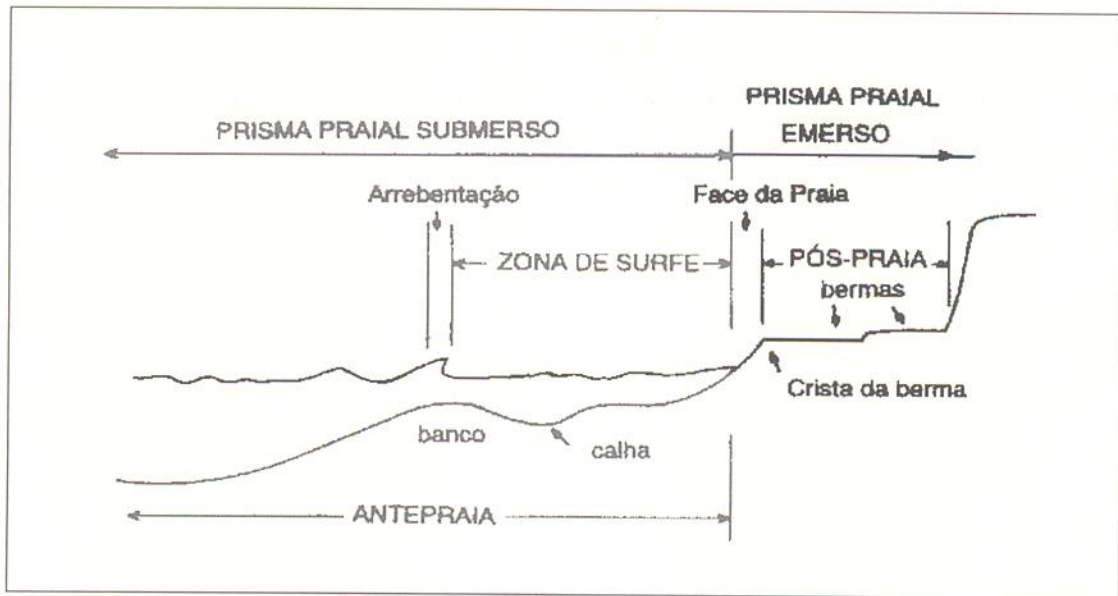 PRISMA PRAIAL SUBMERSO
PRISMA PRAIAL
EMERSO
Arrebentação
Face da Praia
ZONA DE SURFE
PÓS-PRAIA
bermas
Crista da berma
banco
calha
ANTEPRAIA